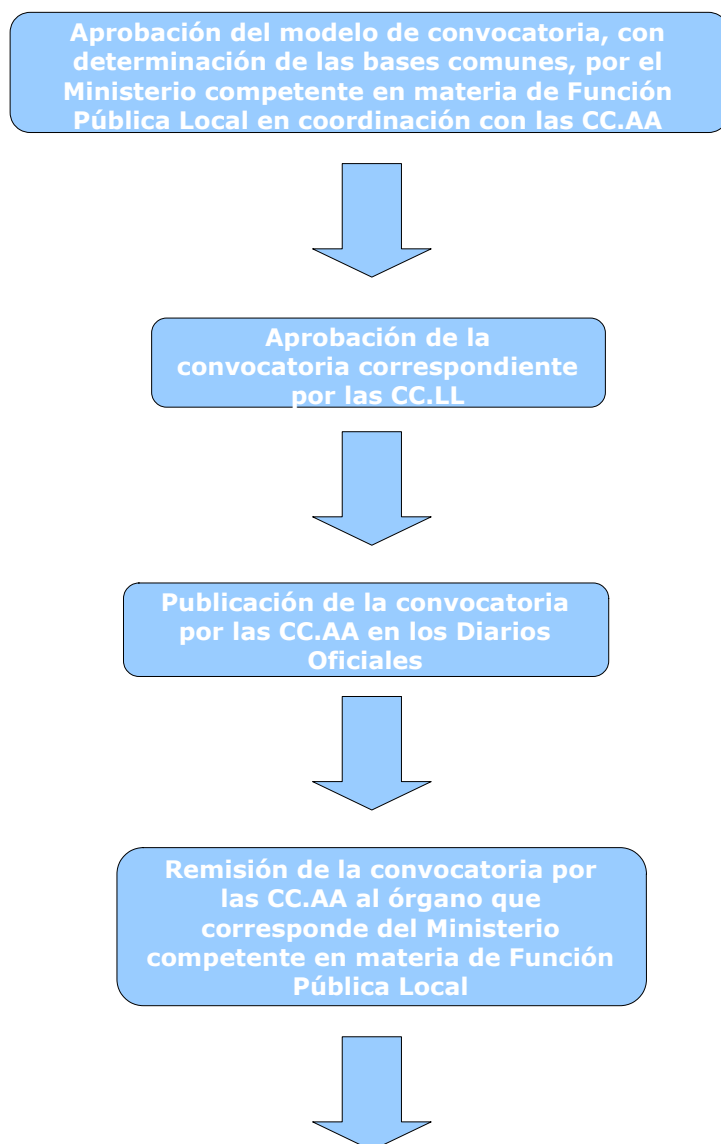 Aprobación del modelo de convocatoria, con
determinación de las bases comunes, por el
Ministerio competente en materia de Función
Pública Local en coordinación con las CC.AA
Aprobación de la
convocatoria correspondiente
por las CC.LL
Publicación de la convocatoria
por las CC.AA en los Diarios
Oficiales
Remisión de la convocatoria por
las CC.AA al órgano que
corresponde del Ministerio
competente en materia de Función
Pública Local